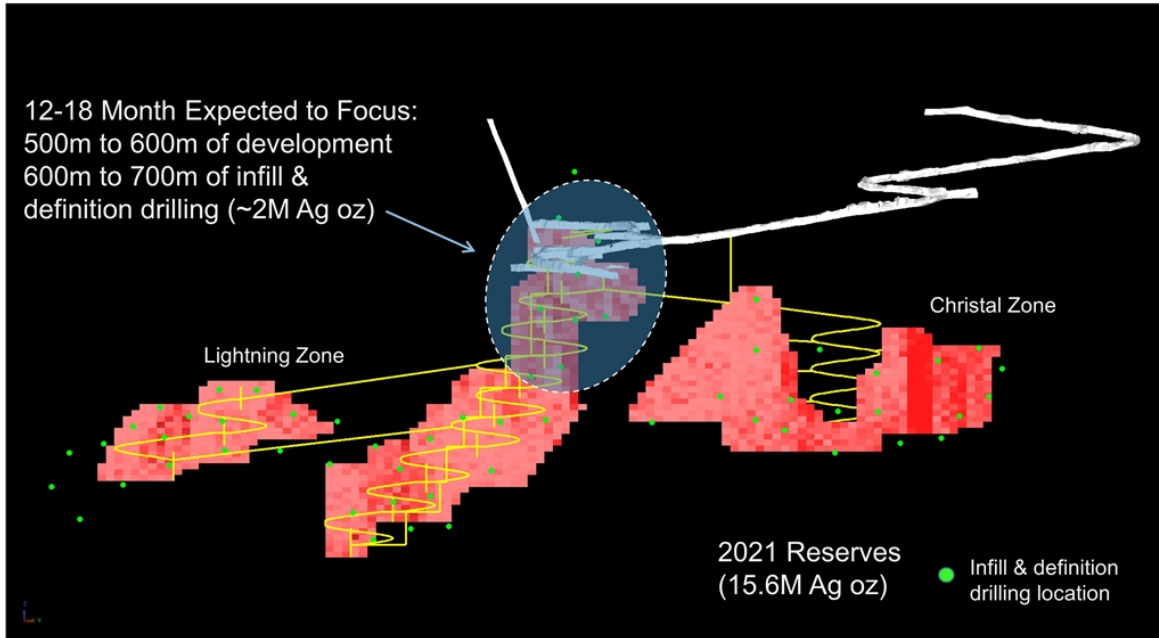 12-18 Month Expected to Focus:
500m to 600m of development
600m to 700m of infill &
definition drilling (~2M Ag oz)
Christal Zone
Lightning Zone
2021 Reserves
(15.6M Ag oz)
Infill & definition
drilling location